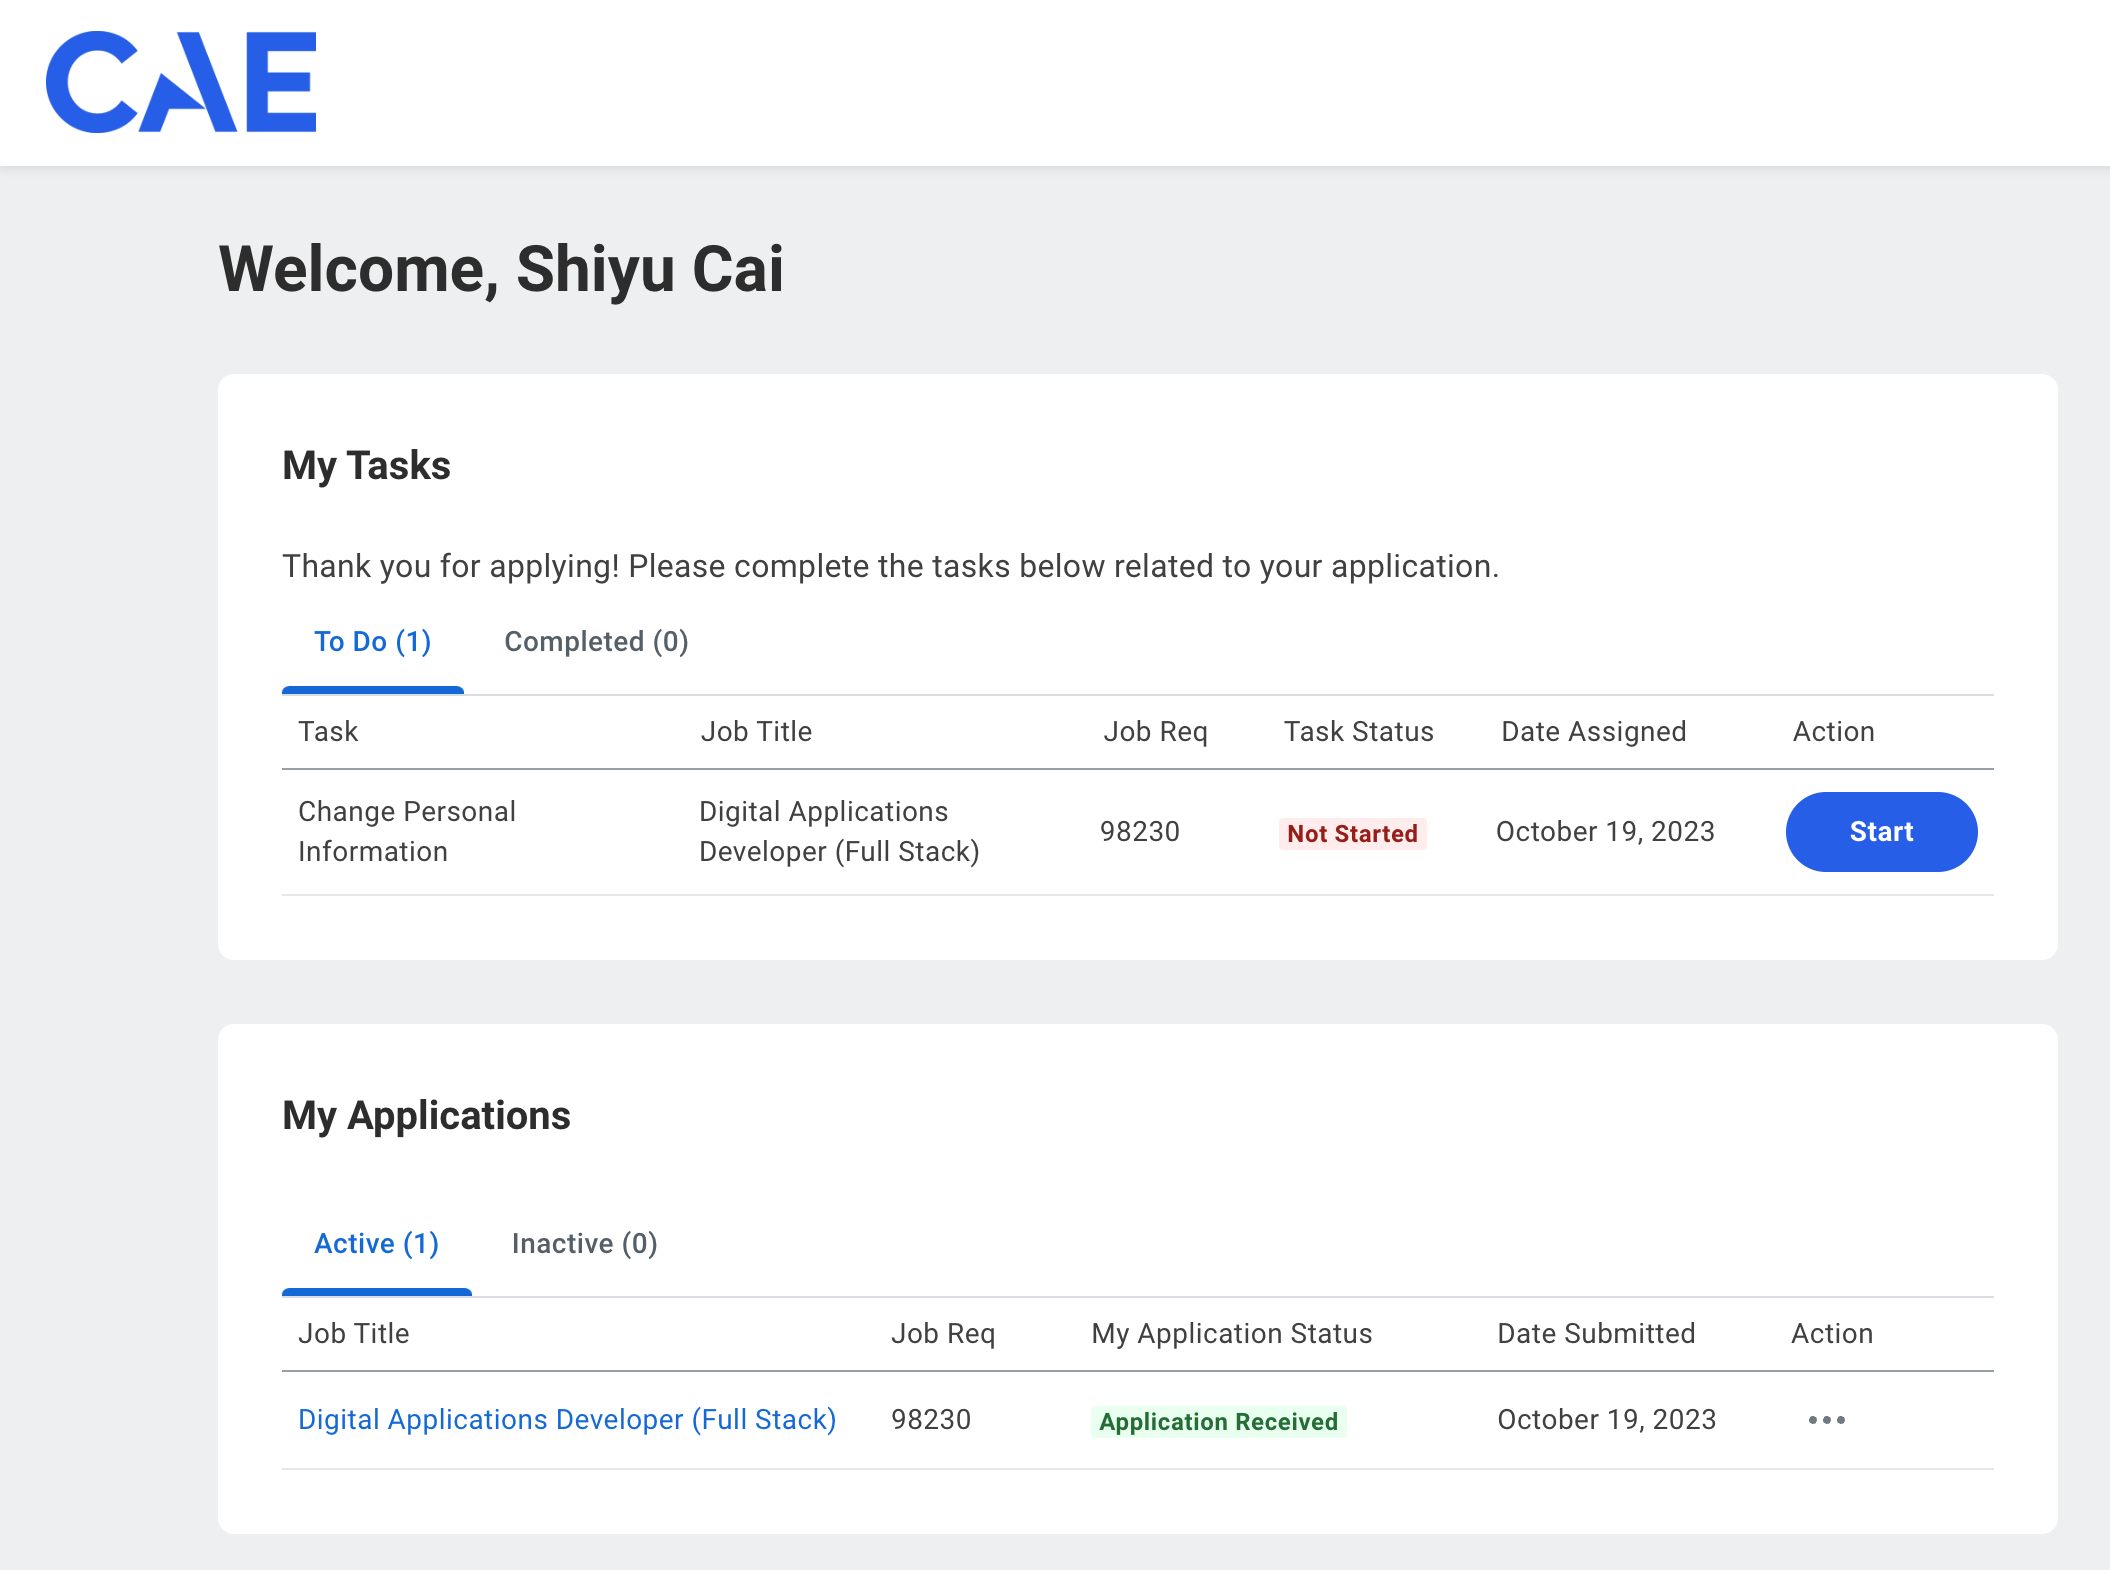 CAE
Welcome, Shiyu Cai
My Tasks
Thank you for applying! Please complete the tasks below related to your application.
To Do (1) Completed (0)
Task Job Title Job Req Task Status Date Assigned Action
Change Personal Information Digital Applications Developer (Full Stack) 98230 Not Started October 19, 2023 Start
My Applications
Active (1) Inactive (0)
Job Title Job Req My Application Status Date Submitted Action
Digital Applications Developer (Full Stack) 98230 Application Received October 19, 2023